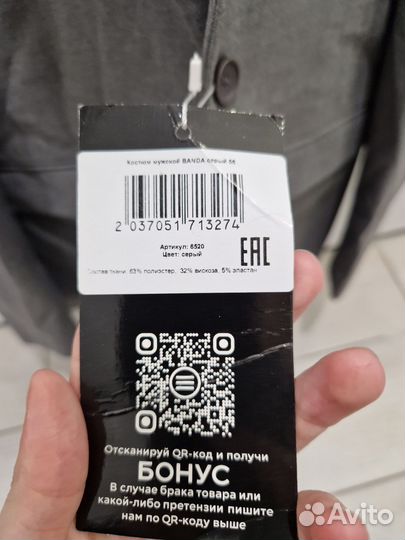 Костюм мужской BANDA серый 56
2 037051 713274
Артикул: 6520
Цвет: серый
EAC
Состав ткани: 63% полиэстер, 32% вискоза, 5% эластан
Отсканируй QR-код и получи
БОНУС
В случае брака товара или
какой-либо претензии пишите
нам по QR-коду выше
Avito